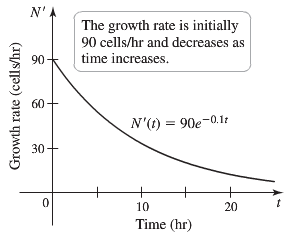 N'
The growth rate is initially
90 cells/hr and decreases as
time increases.
90
60
30
Growth rate (cells/hr)
N'(t) = 90e^{-0.1t}
0
10
20
t
Time (hr)